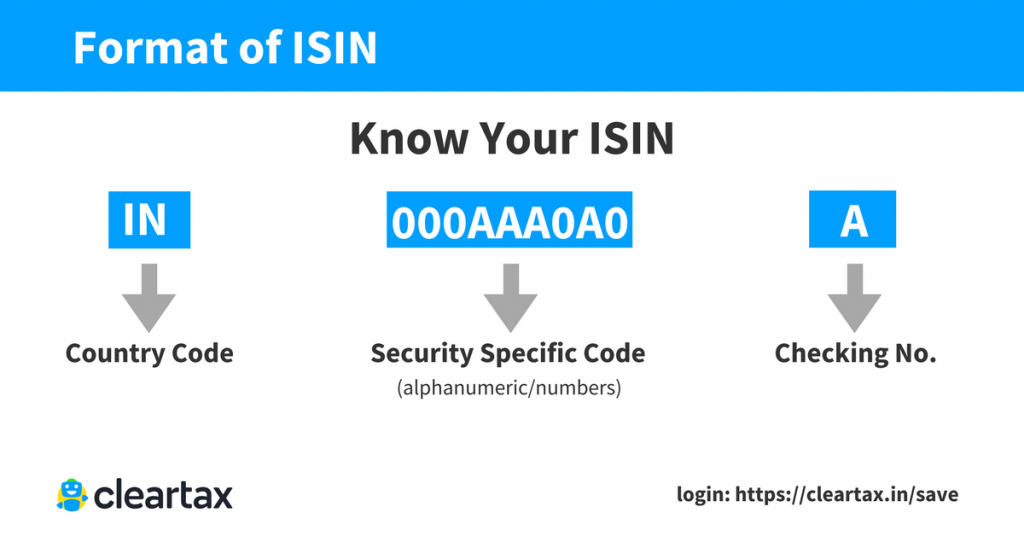 Format of ISIN
Know Your ISIN
IN
000AAA0A0
A
Country Code
Security Specific Code
Checking No.
(alphanumeric/numbers)
cleartax
login: https://cleartax.in/save